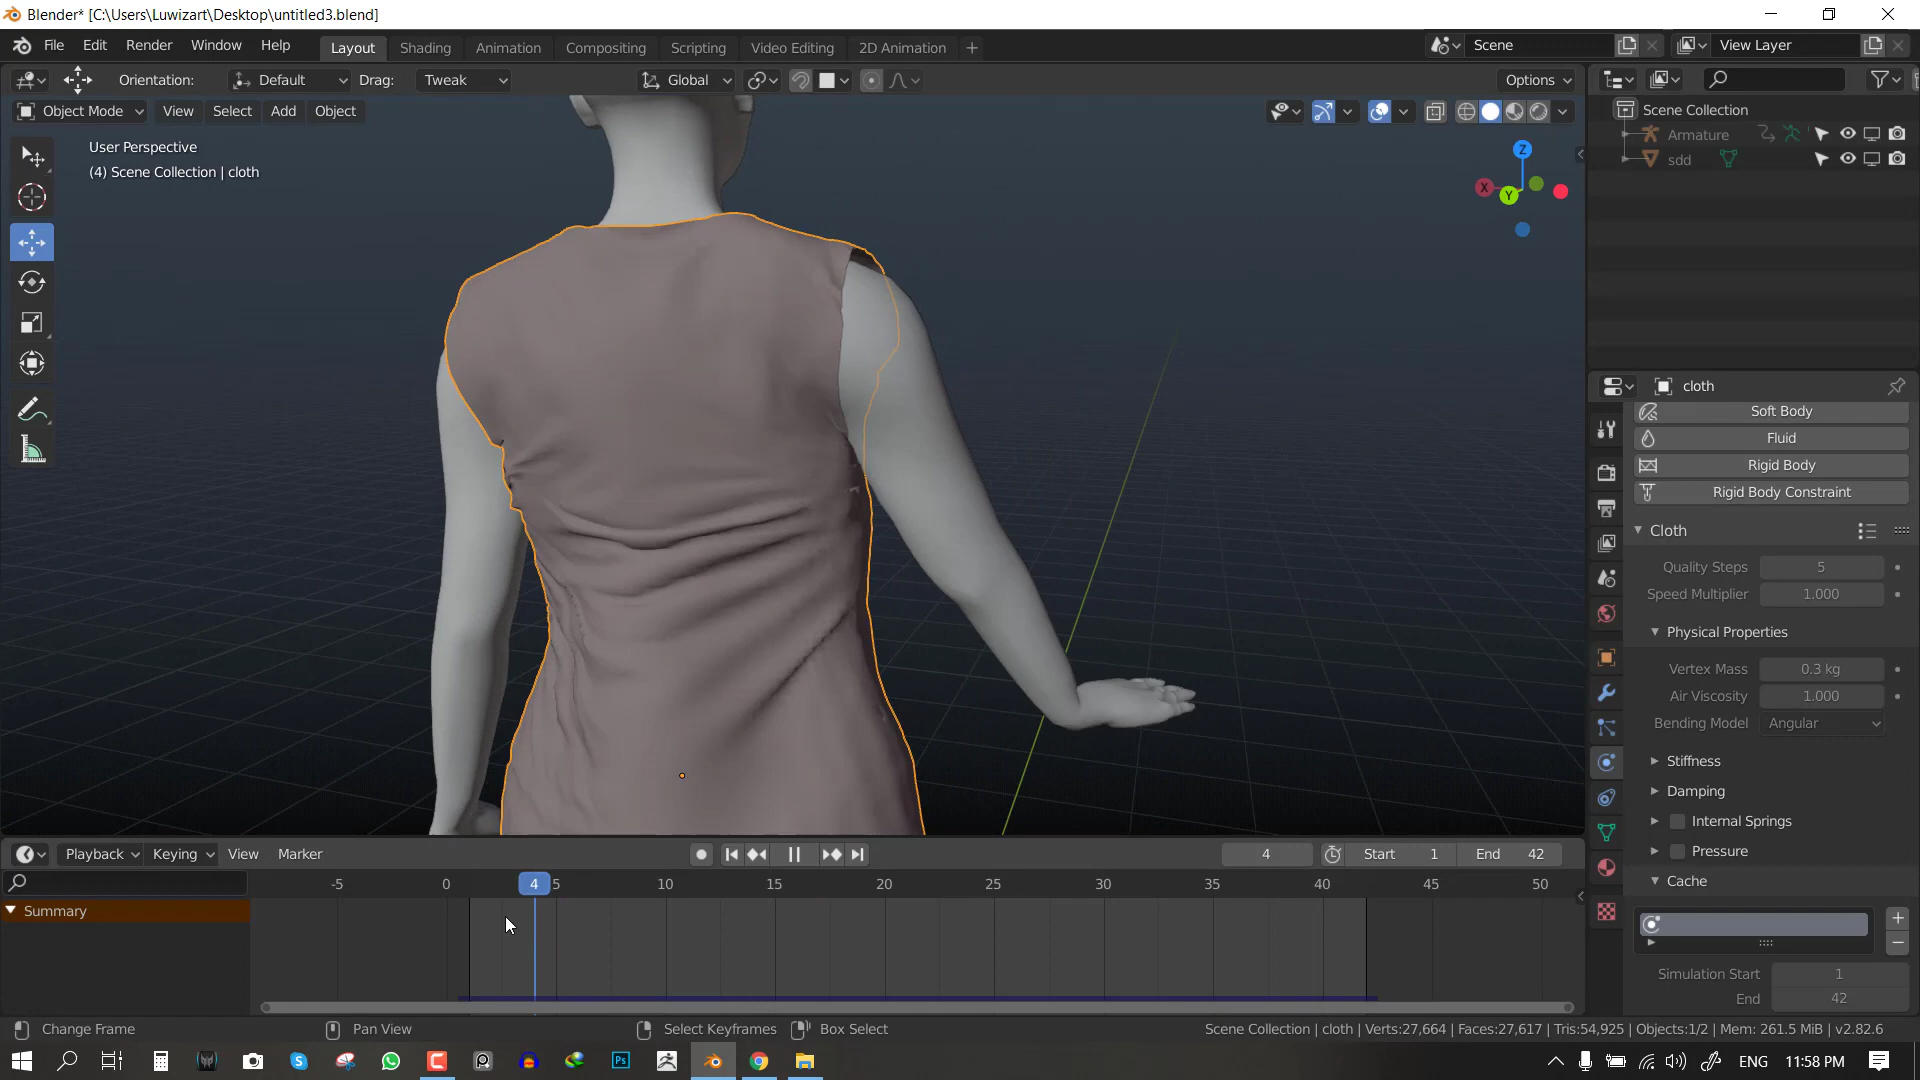 Blender* [C:\Users\Luwizart\Desktop\untitled3.blend]
File Edit Render Window Help Layout Shading Animation Compositing Scripting Video Editing 2D Animation + Scene View Layer
Orientation: Default Drag: Tweak Global Options
Object Mode View Select Add Object
User Perspective
(4) Scene Collection | cloth
Z
X
Y
Scene Collection
Armature
sdd
cloth
Soft Body
Fluid
Rigid Body
Rigid Body Constraint
Cloth
Quality Steps 5
Speed Multiplier 1.000
Physical Properties
Vertex Mass 0.3 kg
Air Viscosity 1.000
Bending Model Angular
Stiffness
Damping
Internal Springs
Pressure
Cache
Simulation Start 1
End 42
Playback Keying View Marker 4 Start 1 End 42
-5 0 4 5 10 15 20 25 30 35 40 45 50
Summary
Change Frame Pan View Select Keyframes Box Select Scene Collection | cloth | Verts:27,664 | Faces:27,617 | Tris:54,925 | Objects:1/2 | Mem: 261.5 MiB | v2.82.6
Ps ENG 11:58 PM